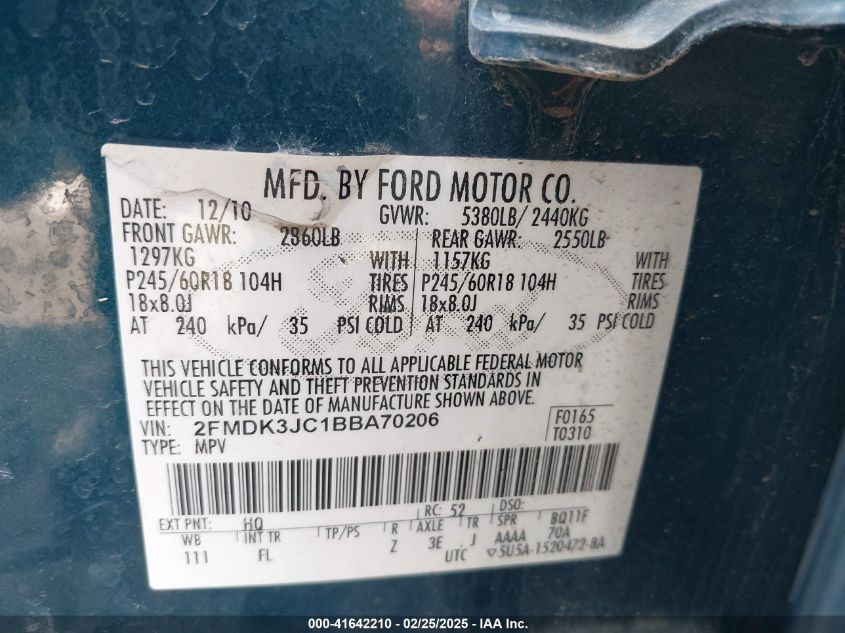 MFD. BY FORD MOTOR CO.
DATE: 12/10 GVWR: 5380LB/ 2440KG
FRONT GAWR: 2860LB REAR GAWR: 2550LB
1297KG WITH 1157KG WITH
P245/60R18 104H TIRES P245/60R18 104H TIRES
18x8.0J RIMS 18x8.0J RIMS
AT 240 kPa/ 35 PSI COLD AT 240 kPa/ 35 PSI COLD
THIS VEHICLE CONFORMS TO ALL APPLICABLE FEDERAL MOTOR
VEHICLE SAFETY AND THEFT PREVENTION STANDARDS IN
EFFECT ON THE DATE OF MANUFACTURE SHOWN ABOVE.
VIN: 2FMDK3JC1BBA70206 F0165
TYPE: MPV T0310
RC: 52 DSO:
EXT PNT: HQ TP/PS R AXLE TR SPR BQ11F
WB INT TR Z 3E J AAAA 70A
111 FL UTC 5U5A-1520472-BA
000-41642210 / 02/25/2025 - IAA Inc.